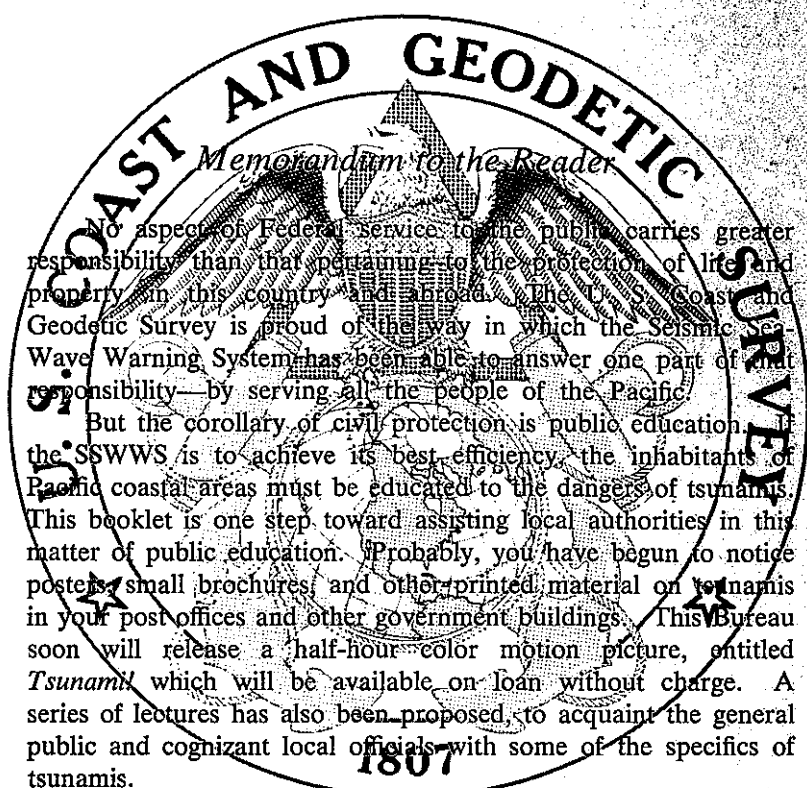 U. S. COAST AND GEODETIC SURVEY
Memorandum to the Reader
No aspect of Federal service to the public carries greater
responsibility than that pertaining to the protection of life and
property in this country and abroad. The U. S. Coast and
Geodetic Survey is proud of the way in which the Seismic Sea-
Wave Warning System has been able to answer one part of that
responsibility—by serving all the people of the Pacific.
But the corollary of civil protection is public education. If
the SSWWS is to achieve its best efficiency, the inhabitants of
Pacific coastal areas must be educated to the dangers of tsunamis.
This booklet is one step toward assisting local authorities in this
matter of public education. Probably, you have begun to notice
posters, small brochures, and other printed material on tsunamis
in your post offices and other government buildings. This Bureau
soon will release a half-hour color motion picture, entitled
Tsunami! which will be available on loan without charge. A
series of lectures has also been proposed, to acquaint the general
public and cognizant local officials with some of the specifics of
tsunamis.
1807